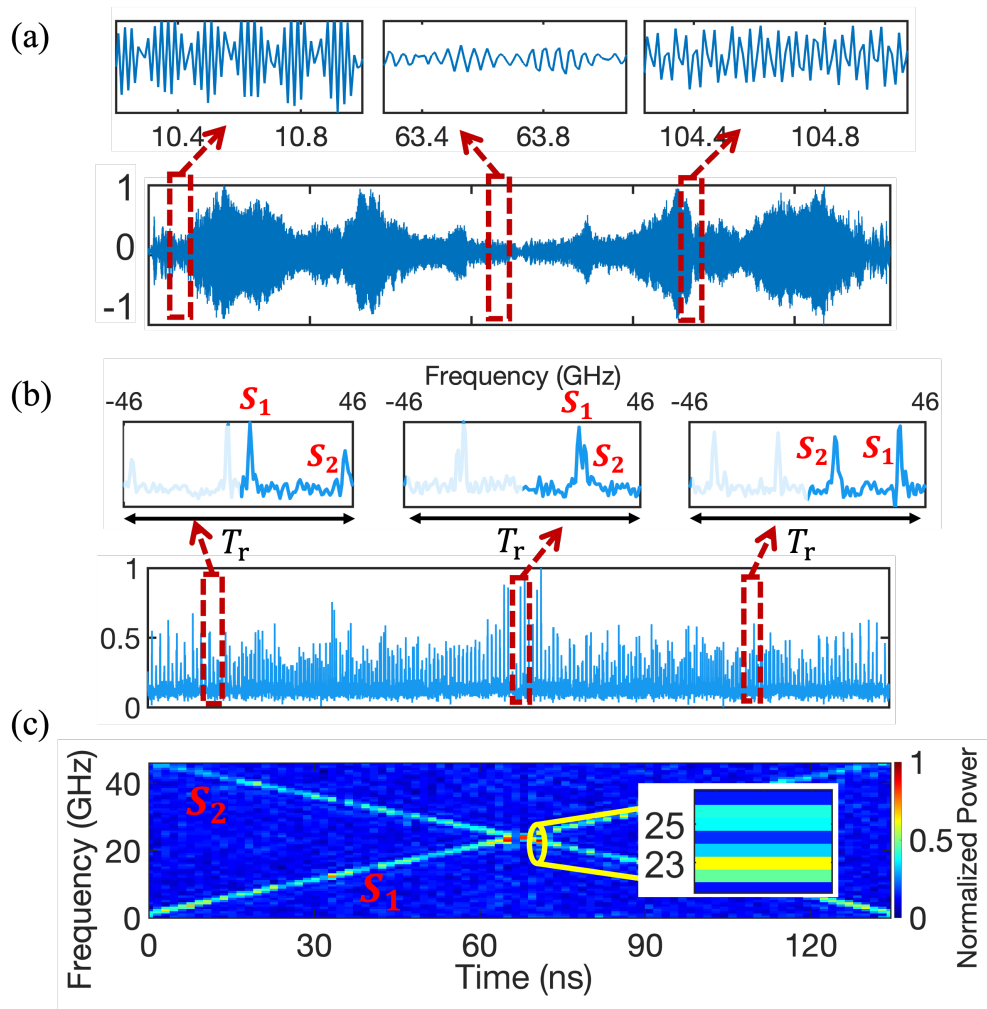 (a)
10.4 10.8 63.4 63.8 104.4 104.8
1
0
-1
(b)
Frequency (GHz)
-46 46 -46 46 -46 46
S1 S2 S1 S2 S2 S1
Tr Tr Tr
1
0.5
0
(c)
Frequency (GHz)
40
20
0
S2
S1
25
23
0 30 60 90 120
Time (ns)
1
0.5
0
Normalized Power